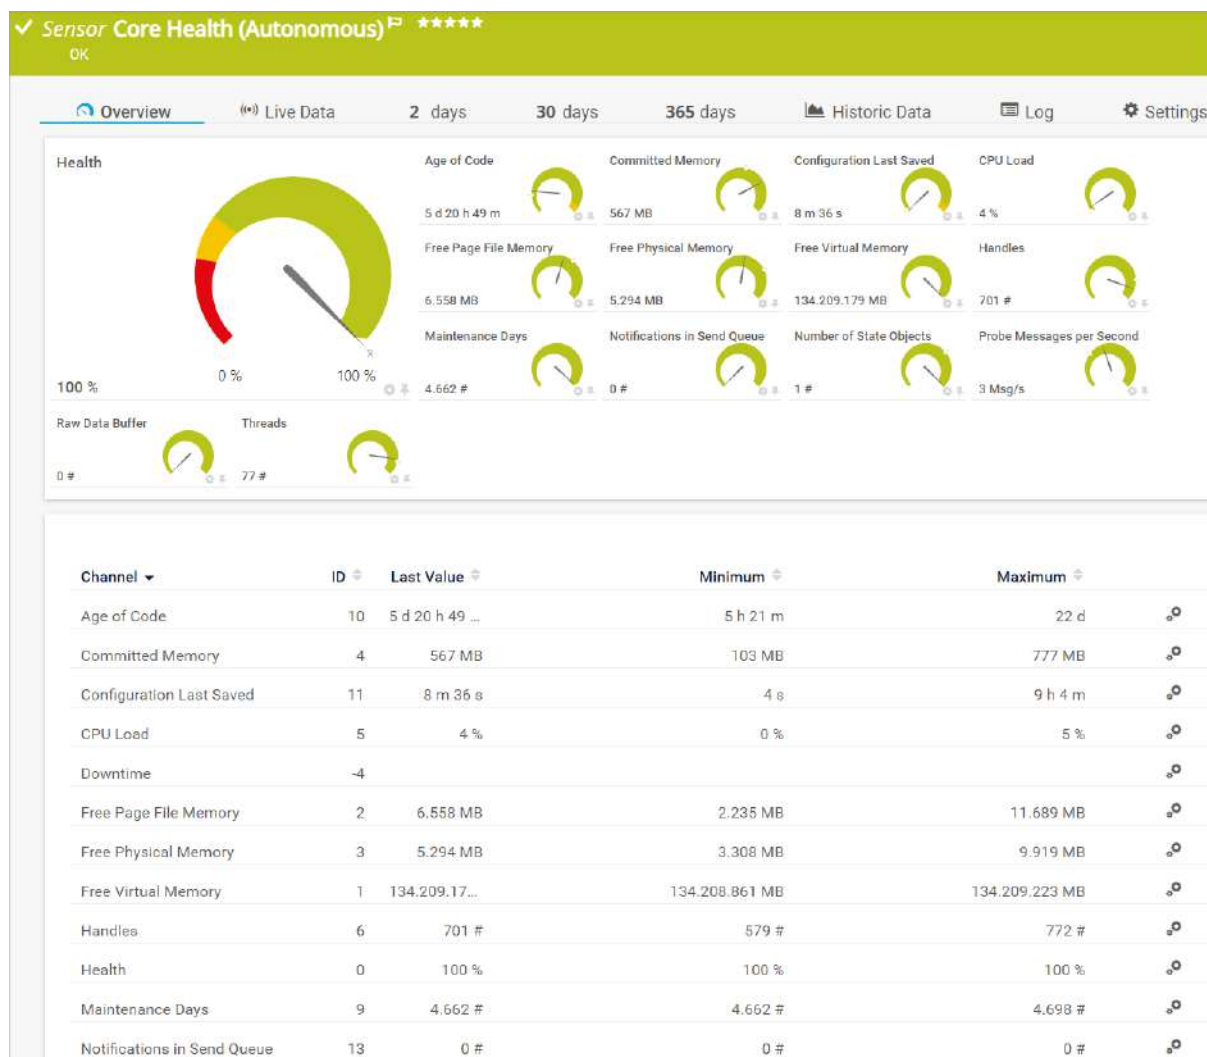 Sensor Core Health (Autonomous)
OK
Overview Live Data 2 days 30 days 365 days Historic Data Log Settings
Health
100 %
0 %
100 %
Age of Code
5 d 20 h 49 m
Committed Memory
567 MB
Configuration Last Saved
8 m 36 s
CPU Load
4 %
Free Page File Memory
6.558 MB
Free Physical Memory
5.294 MB
Free Virtual Memory
134.209.179 MB
Handles
701 #
Maintenance Days
4.662 #
Notifications in Send Queue
0 #
Number of State Objects
1 #
Probe Messages per Second
3 Msg/s
Raw Data Buffer
0 #
Threads
77 #
Channel ID Last Value Minimum Maximum
Age of Code 10 5 d 20 h 49 ... 5 h 21 m 22 d
Committed Memory 4 567 MB 103 MB 777 MB
Configuration Last Saved 11 8 m 36 s 4 s 9 h 4 m
CPU Load 5 4 % 0 % 5 %
Downtime -4
Free Page File Memory 2 6.558 MB 2.235 MB 11.689 MB
Free Physical Memory 3 5.294 MB 3.308 MB 9.919 MB
Free Virtual Memory 1 134.209.17... 134.208.861 MB 134.209.223 MB
Handles 6 701 # 579 # 772 #
Health 0 100 % 100 % 100 %
Maintenance Days 9 4.662 # 4.662 # 4.698 #
Notifications in Send Queue 13 0 # 0 # 0 #